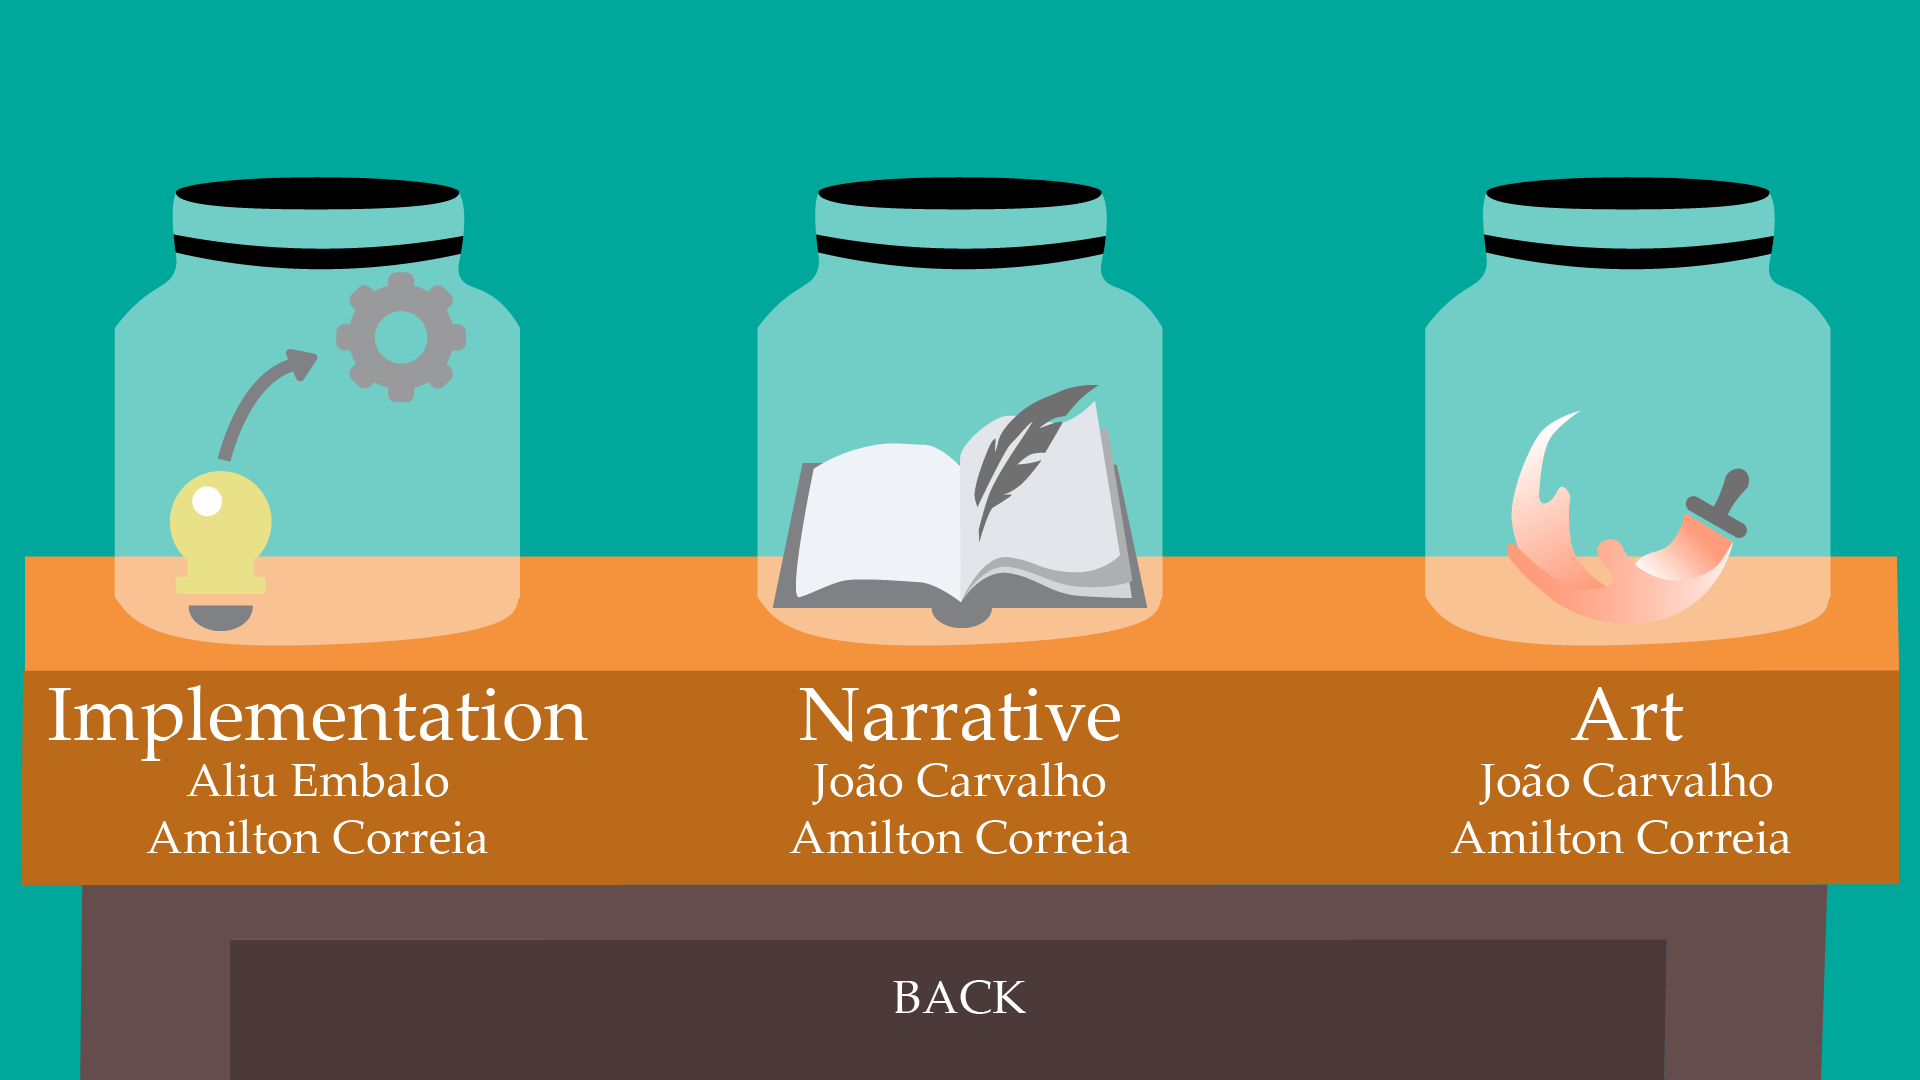 Implementation
Aliu Embalo
Amilton Correia
Narrative
João Carvalho
Amilton Correia
Art
João Carvalho
Amilton Correia
BACK